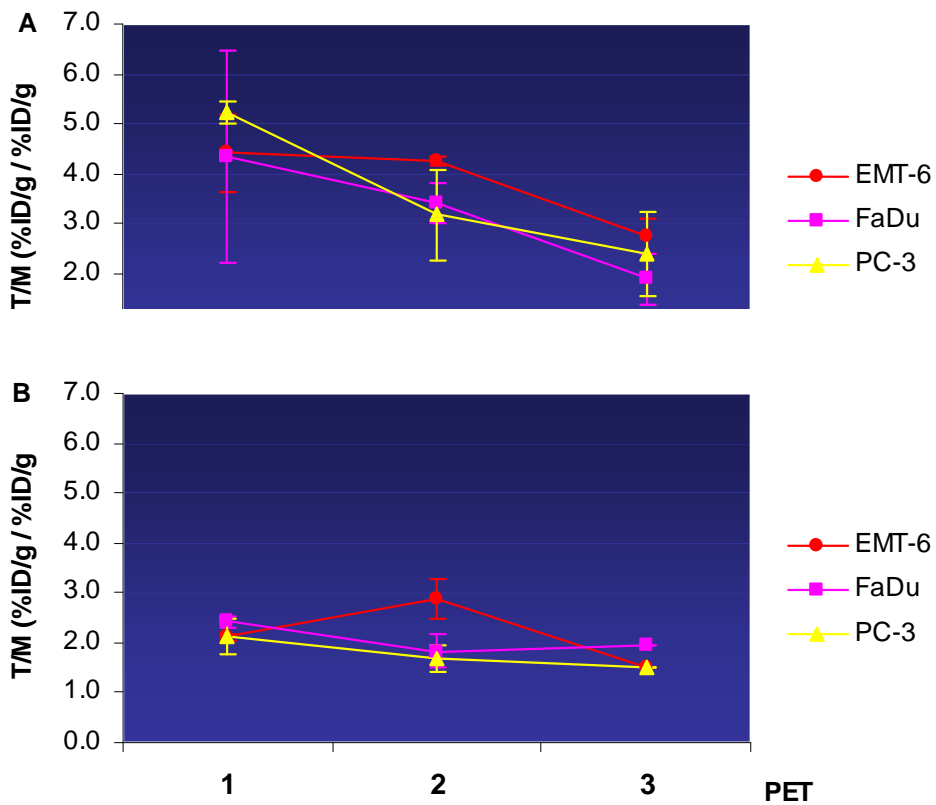 A
7.0
6.0
5.0
4.0
3.0
2.0
T/M (%ID/g / %ID/g
EMT-6
FaDu
PC-3
B
7.0
6.0
5.0
4.0
3.0
2.0
1.0
0.0
T/M (%ID/g / %ID/g
EMT-6
FaDu
PC-3
1 2 3 PET